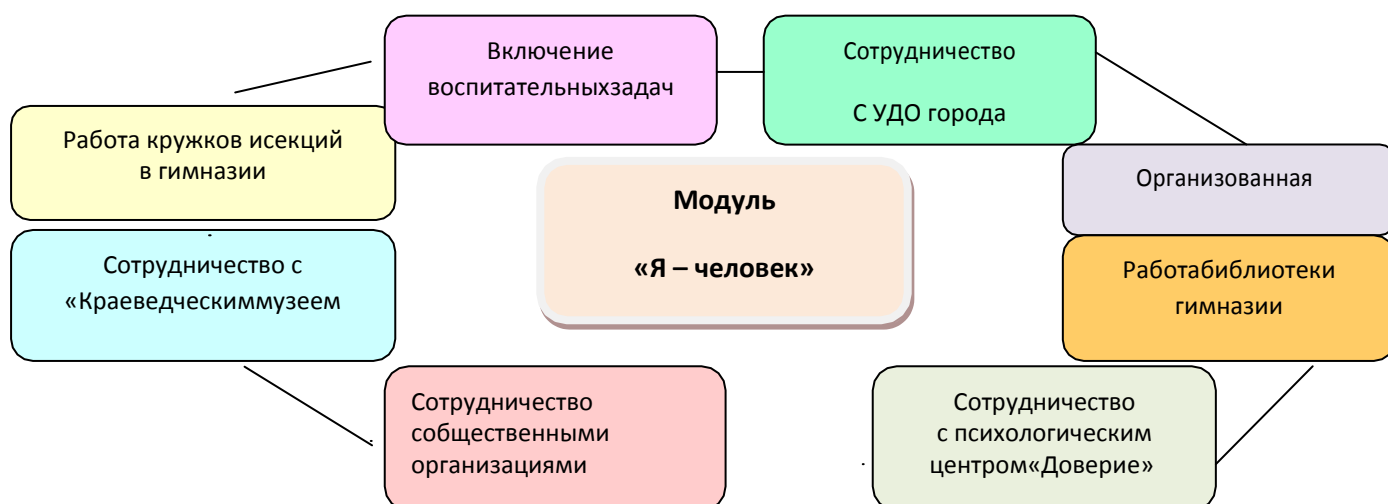 Включение
воспитательныхзадач
Сотрудничество
С УДО города
Работа кружков исекций
в гимназии
Организованная
Модуль
«Я – человек»
Сотрудничество с
«Краеведческиммузеем
Работабиблиотеки
гимназии
Сотрудничество
собщественными
организациями
Сотрудничество
с психологическим
центром«Доверие»